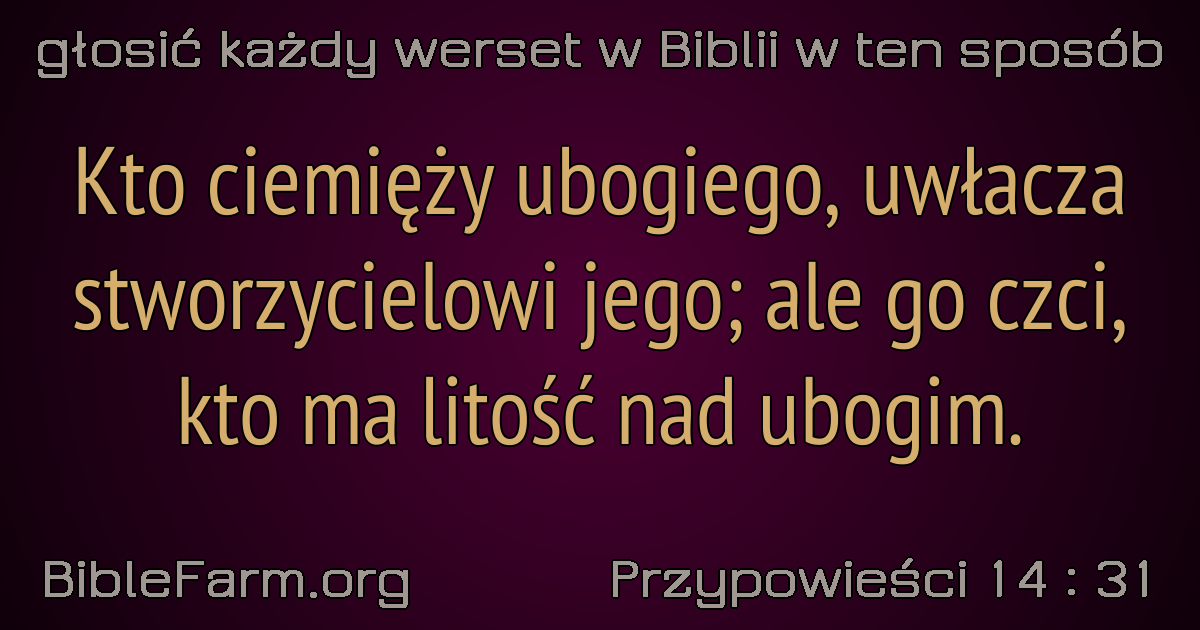 głosić każdy werset w Biblii w ten sposób
Kto ciemięży ubogiego, uwłacza
stworzycielowi jego; ale go czci,
kto ma litość nad ubogim.
BibleFarm.org
Przypowieści 14 : 31